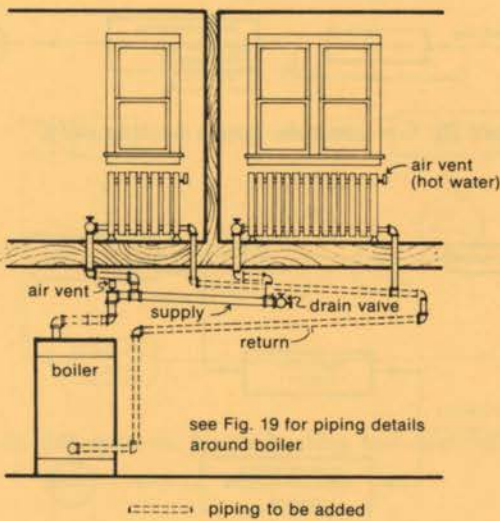 air vent
(hot water)
air vent
supply
drain valve
return
boiler
see Fig. 19 for piping details
around boiler
piping to be added